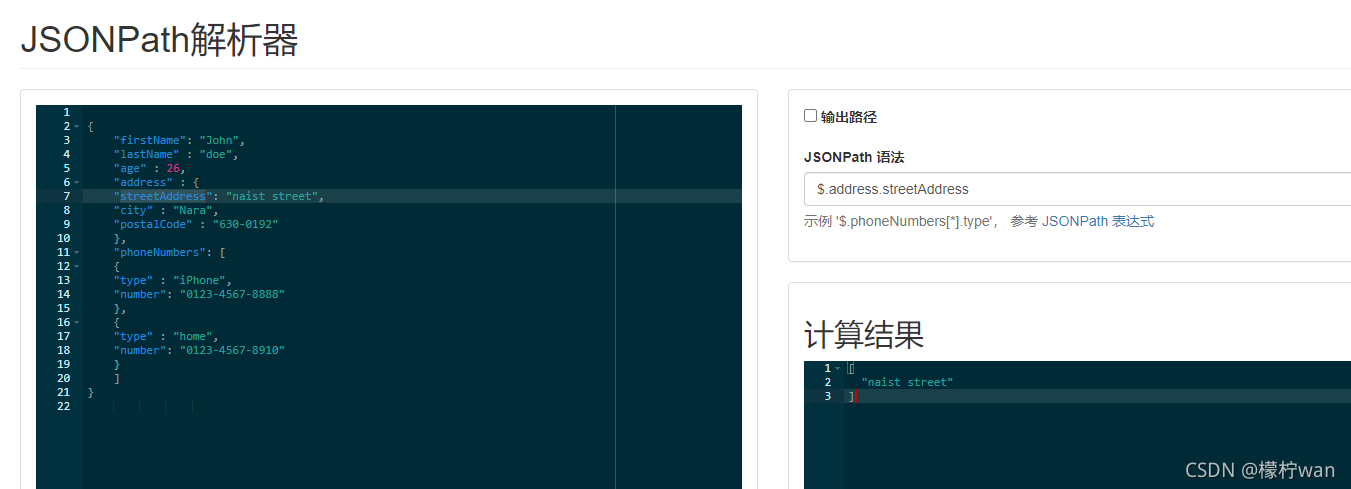 JSONPath解析器
1
2 {
3 "firstName": "John",
4 "lastName" : "doe",
5 "age" : 26,
6 "address" : {
7 "streetAddress": "naist street",
8 "city" : "Nara",
9 "postalCode" : "630-0192"
10 },
11 "phoneNumbers": [
12 {
13 "type" : "iPhone",
14 "number": "0123-4567-8888"
15 },
16 {
17 "type" : "home",
18 "number": "0123-4567-8910"
19 }
20 ]
21 }
22
输出路径
JSONPath 语法
$.address.streetAddress
示例 '$.phoneNumbers[*].type', 参考 JSONPath 表达式
计算结果
1 [
2 "naist street"
3 ]
CSDN @檬柠wan